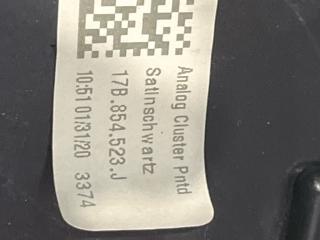 Analog Cluster Pntd
Satinschwartz
17B.854.523.J
10:51 01/31/20 3374